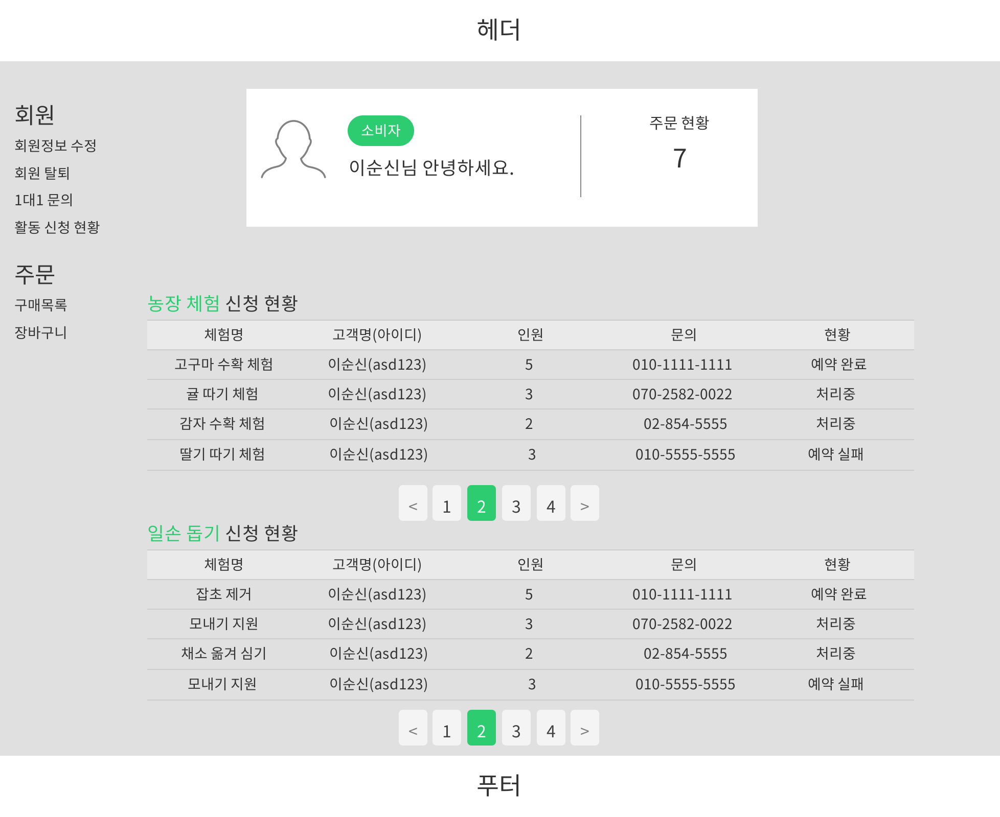 헤더
회원
회원정보 수정
회원 탈퇴
1대1 문의
활동 신청 현황
주문
구매목록
장바구니
소비자
이순신님 안녕하세요.
주문 현황
7
농장 체험 신청 현황
체험명 고객명(아이디) 인원 문의 현황
고구마 수확 체험 이순신(asd123) 5 010-1111-1111 예약 완료
귤 따기 체험 이순신(asd123) 3 070-2582-0022 처리중
감자 수확 체험 이순신(asd123) 2 02-854-5555 처리중
딸기 따기 체험 이순신(asd123) 3 010-5555-5555 예약 실패
< 1 2 3 4 >
일손 돕기 신청 현황
체험명 고객명(아이디) 인원 문의 현황
잡초 제거 이순신(asd123) 5 010-1111-1111 예약 완료
모내기 지원 이순신(asd123) 3 070-2582-0022 처리중
채소 옮겨 심기 이순신(asd123) 2 02-854-5555 처리중
모내기 지원 이순신(asd123) 3 010-5555-5555 예약 실패
< 1 2 3 4 >
푸터